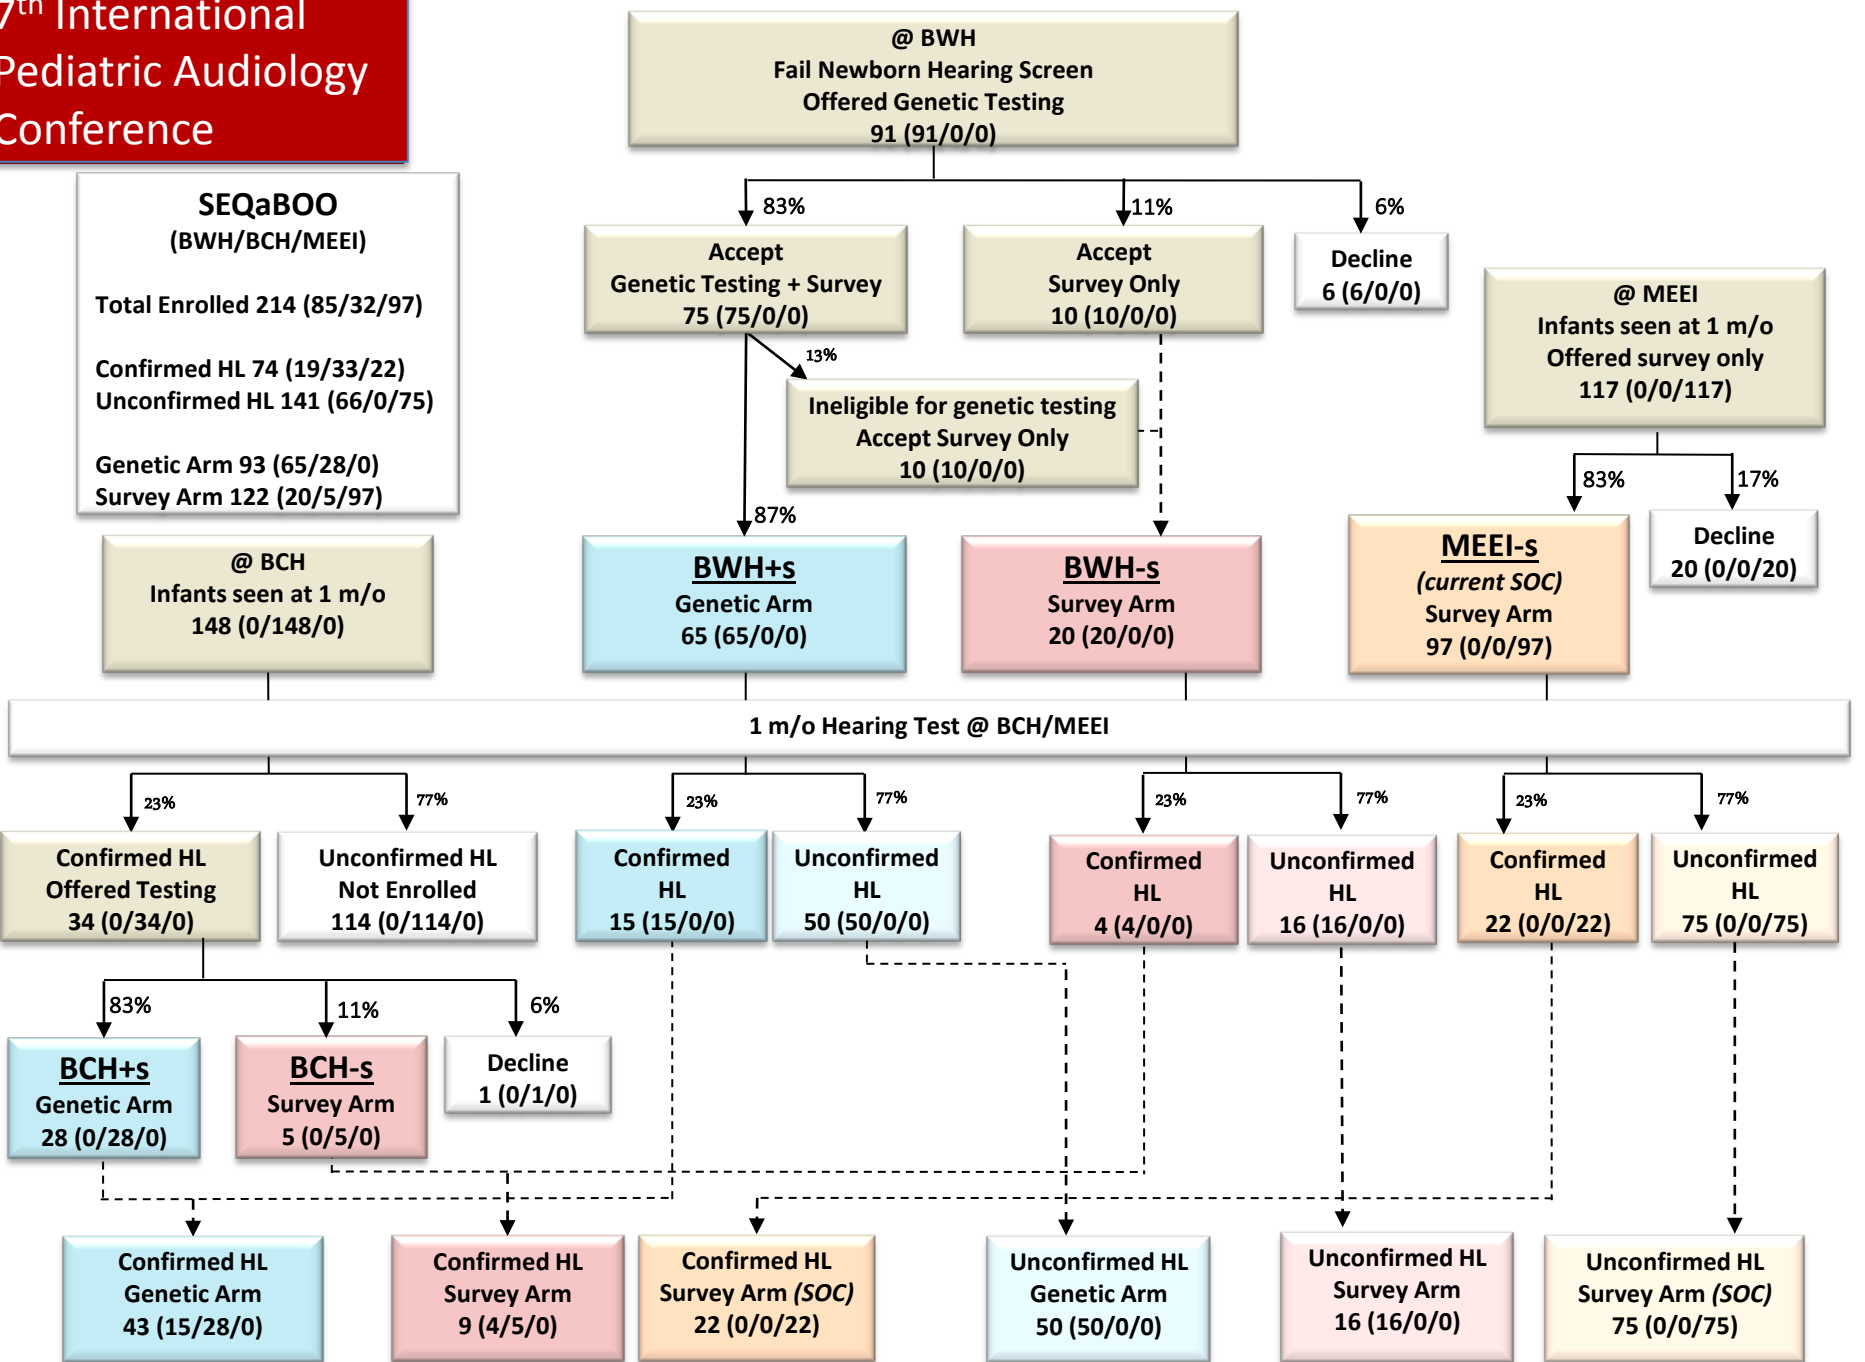 7th International
Pediatric Audiology
Conference
@ BWH
Fail Newborn Hearing Screen
Offered Genetic Testing
91 (91/0/0)
SEQaBOO
(BWH/BCH/MEEI)
Total Enrolled 214 (85/32/97)
Confirmed HL 74 (19/33/22)
Unconfirmed HL 141 (66/0/75)
Genetic Arm 93 (65/28/0)
Survey Arm 122 (20/5/97)
83%
11%
6%
Accept
Genetic Testing + Survey
75 (75/0/0)
Accept
Survey Only
10 (10/0/0)
Decline
6 (6/0/0)
@ MEEI
Infants seen at 1 m/o
Offered survey only
117 (0/0/117)
13%
Ineligible for genetic testing
Accept Survey Only
10 (10/0/0)
87%
83%
17%
@ BCH
Infants seen at 1 m/o
148 (0/148/0)
BWH+s
Genetic Arm
65 (65/0/0)
BWH-s
Survey Arm
20 (20/0/0)
MEEI-s
(current SOC)
Survey Arm
97 (0/0/97)
Decline
20 (0/0/20)
1 m/o Hearing Test @ BCH/MEEI
23%
77%
23%
77%
23%
77%
23%
77%
Confirmed HL
Offered Testing
34 (0/34/0)
Unconfirmed HL
Not Enrolled
114 (0/114/0)
Confirmed
HL
15 (15/0/0)
Unconfirmed
HL
50 (50/0/0)
Confirmed
HL
4 (4/0/0)
Unconfirmed
HL
16 (16/0/0)
Confirmed
HL
22 (0/0/22)
Unconfirmed
HL
75 (0/0/75)
83%
11%
6%
BCH+s
Genetic Arm
28 (0/28/0)
BCH-s
Survey Arm
5 (0/5/0)
Decline
1 (0/1/0)
Confirmed HL
Genetic Arm
43 (15/28/0)
Confirmed HL
Survey Arm
9 (4/5/0)
Confirmed HL
Survey Arm (SOC)
22 (0/0/22)
Unconfirmed HL
Genetic Arm
50 (50/0/0)
Unconfirmed HL
Survey Arm
16 (16/0/0)
Unconfirmed HL
Survey Arm (SOC)
75 (0/0/75)